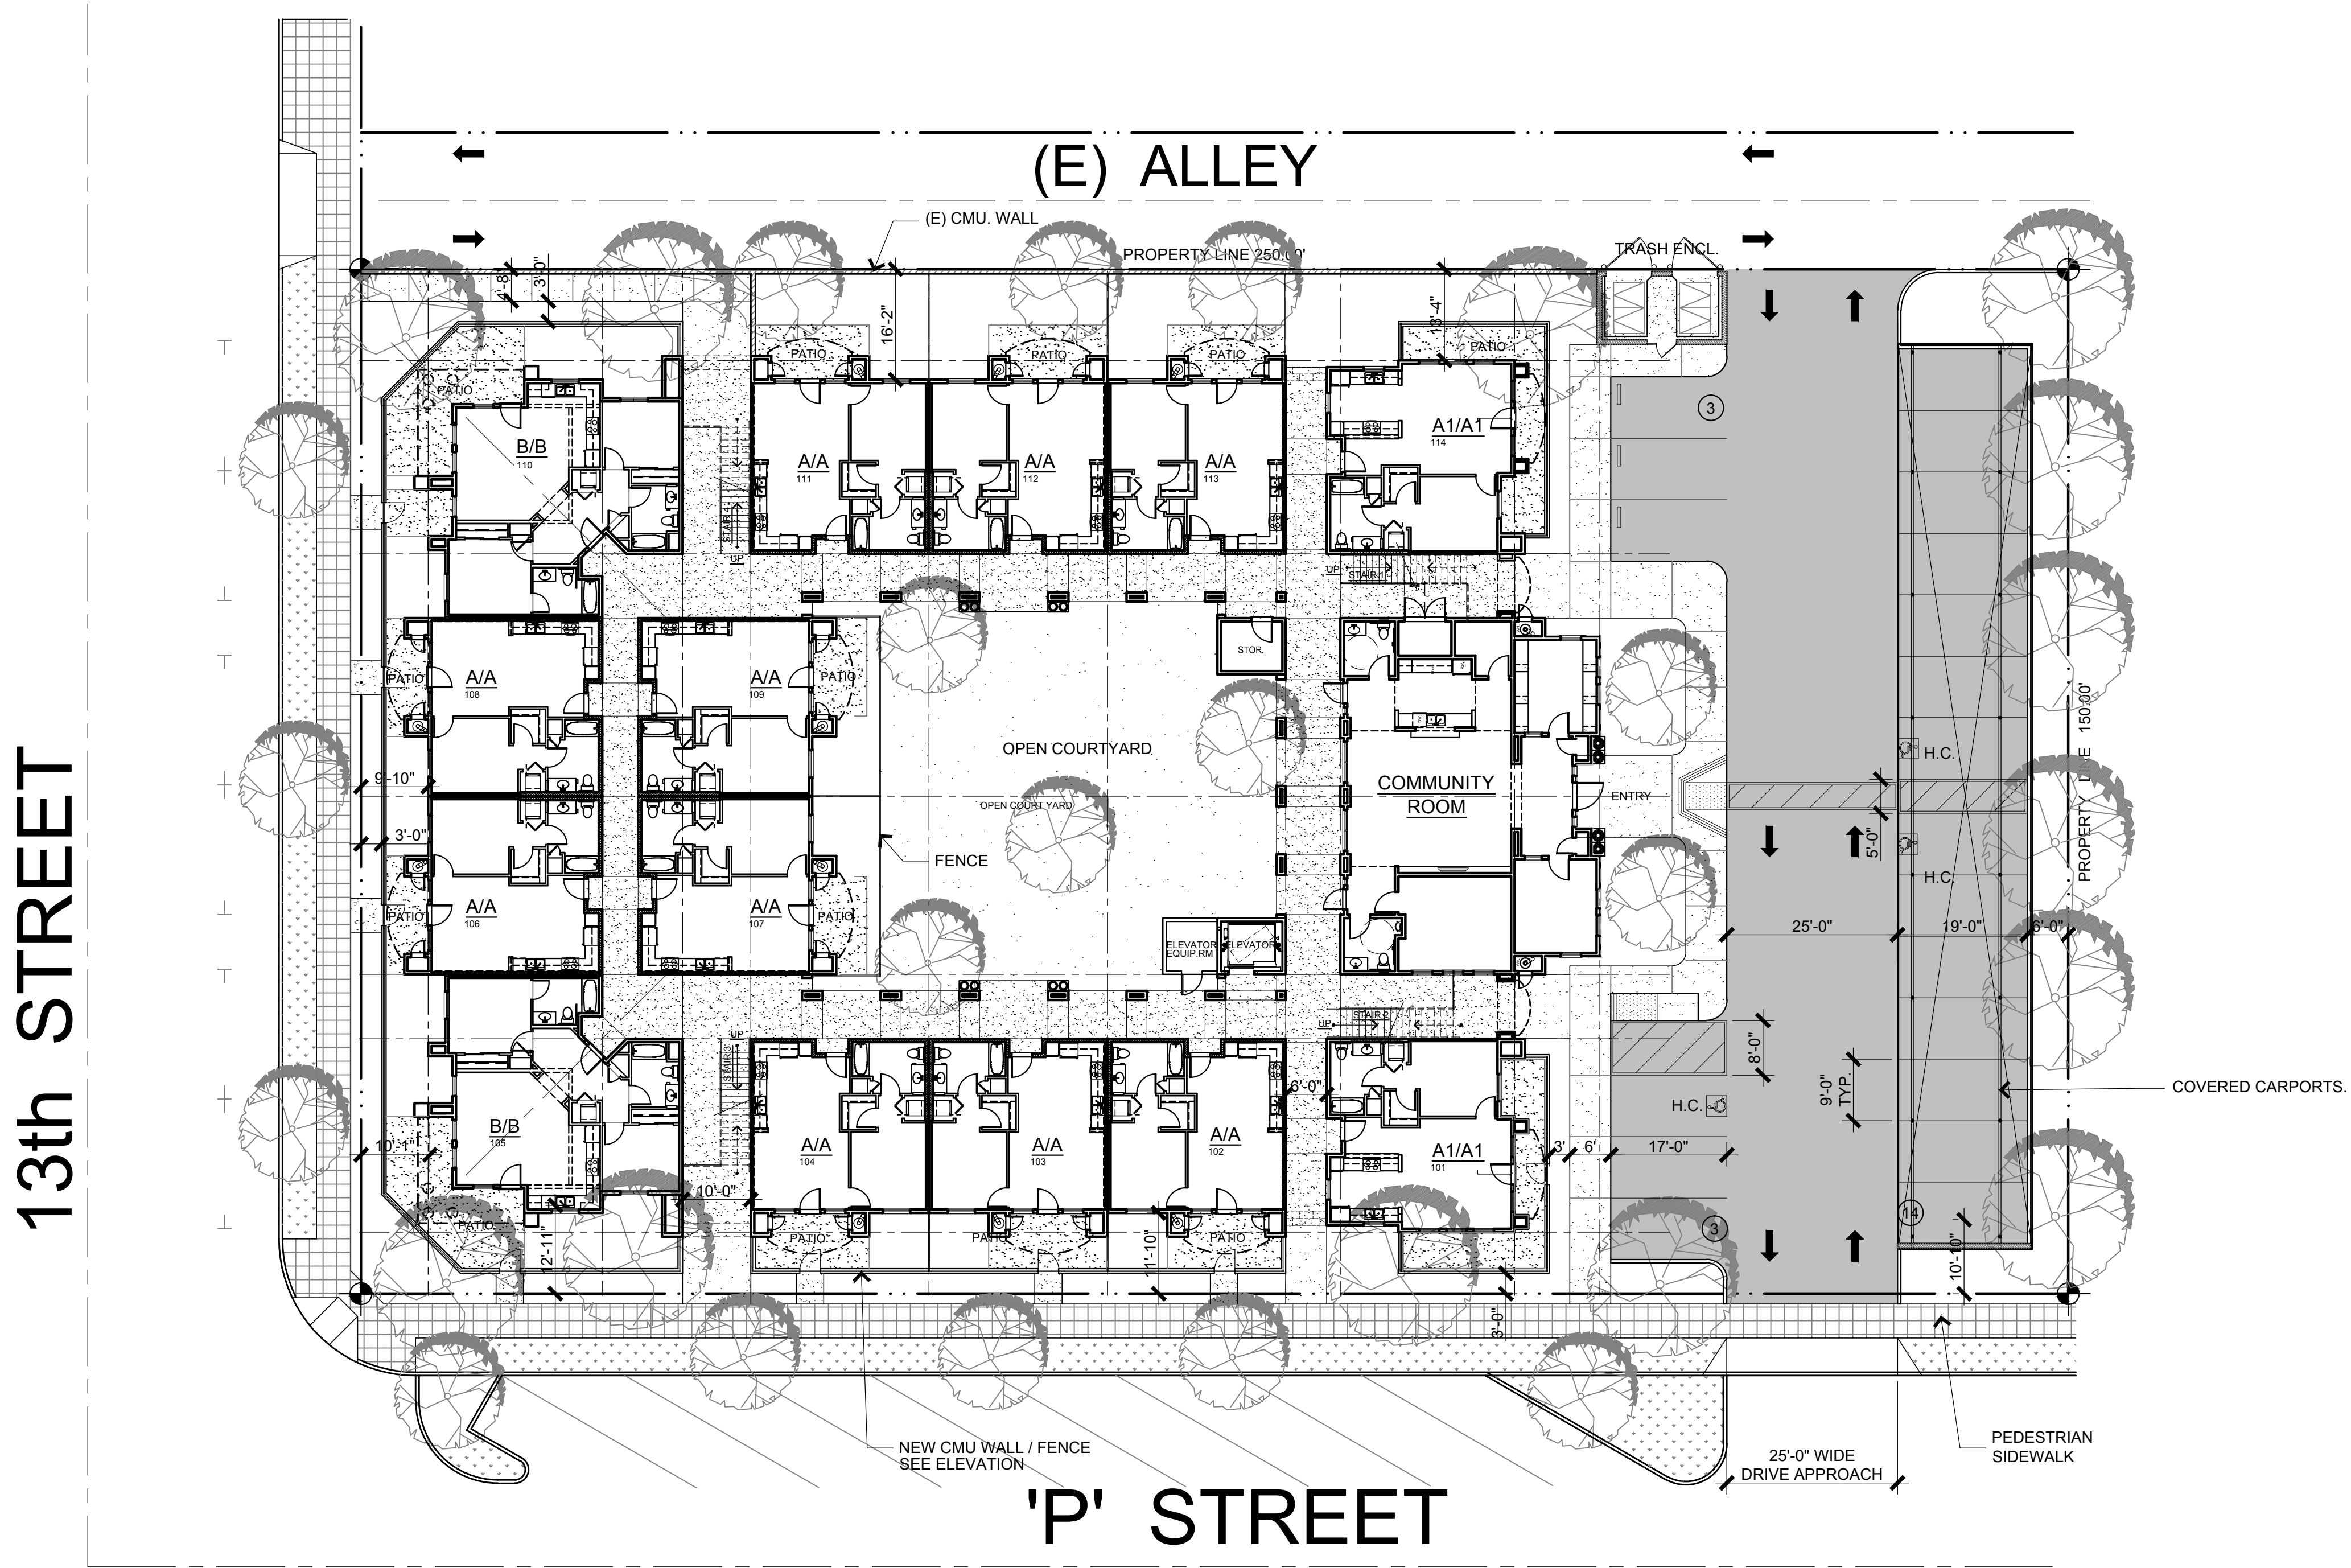 (E) ALLEY
(E) CMU. WALL
PROPERTY LINE 250.00'
TRASH ENCL.
4'-8"
3'-0"
16'-2"
13'-4"
PATIO
PATIO
PATIO
PATIO
PATIO
3
B/B
110
A/A
111
A/A
112
A/A
113
A1/A1
114
STAIR 4
UP
UP
STAIR 1
STOR.
PATIO
A/A
108
A/A
109
PATIO
OPEN COURTYARD
H.C.
PROPERTY LINE 150.00'
9'-10"
COMMUNITY
ROOM
ENTRY
OPEN COURT YARD
3'-0"
FENCE
5'-0"
H.C.
PATIO
A/A
106
A/A
107
PATIO
25'-0"
19'-0"
6'-0"
ELEVATOR
EQUIP.RM
ELEVATOR
13th STREET
UP
STAIR 3
UP
STAIR 2
8'-0"
9'-0"
TYP.
COVERED CARPORTS.
6'-0"
H.C.
B/B
105
A/A
104
A/A
103
A/A
102
A1/A1
101
10'-1"
3'
6'
17'-0"
10'-0"
14
PATIO
PATIO
PATIO
PATIO
3
12'-11"
11'-10"
10'-10"
3'-0"
NEW CMU WALL / FENCE
SEE ELEVATION
25'-0" WIDE
DRIVE APPROACH
PEDESTRIAN
SIDEWALK
'P' STREET